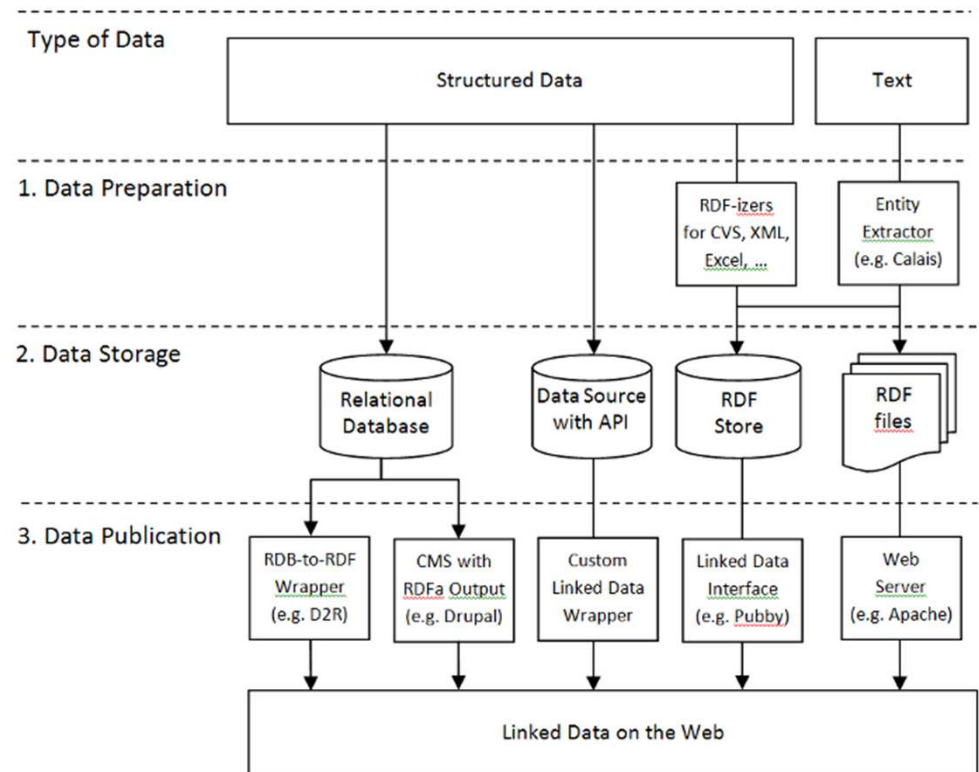 Type of Data
Structured Data
Text
1. Data Preparation
RDF-izers
for CVS, XML,
Excel, ...
Entity
Extractor
(e.g. Calais)
2. Data Storage
Relational
Database
Data Source
with API
RDF
Store
RDF
files
3. Data Publication
RDB-to-RDF
Wrapper
(e.g. D2R)
CMS with
RDFa Output
(e.g. Drupal)
Custom
Linked Data
Wrapper
Linked Data
Interface
(e.g. Pubby)
Web
Server
(e.g. Apache)
Linked Data on the Web